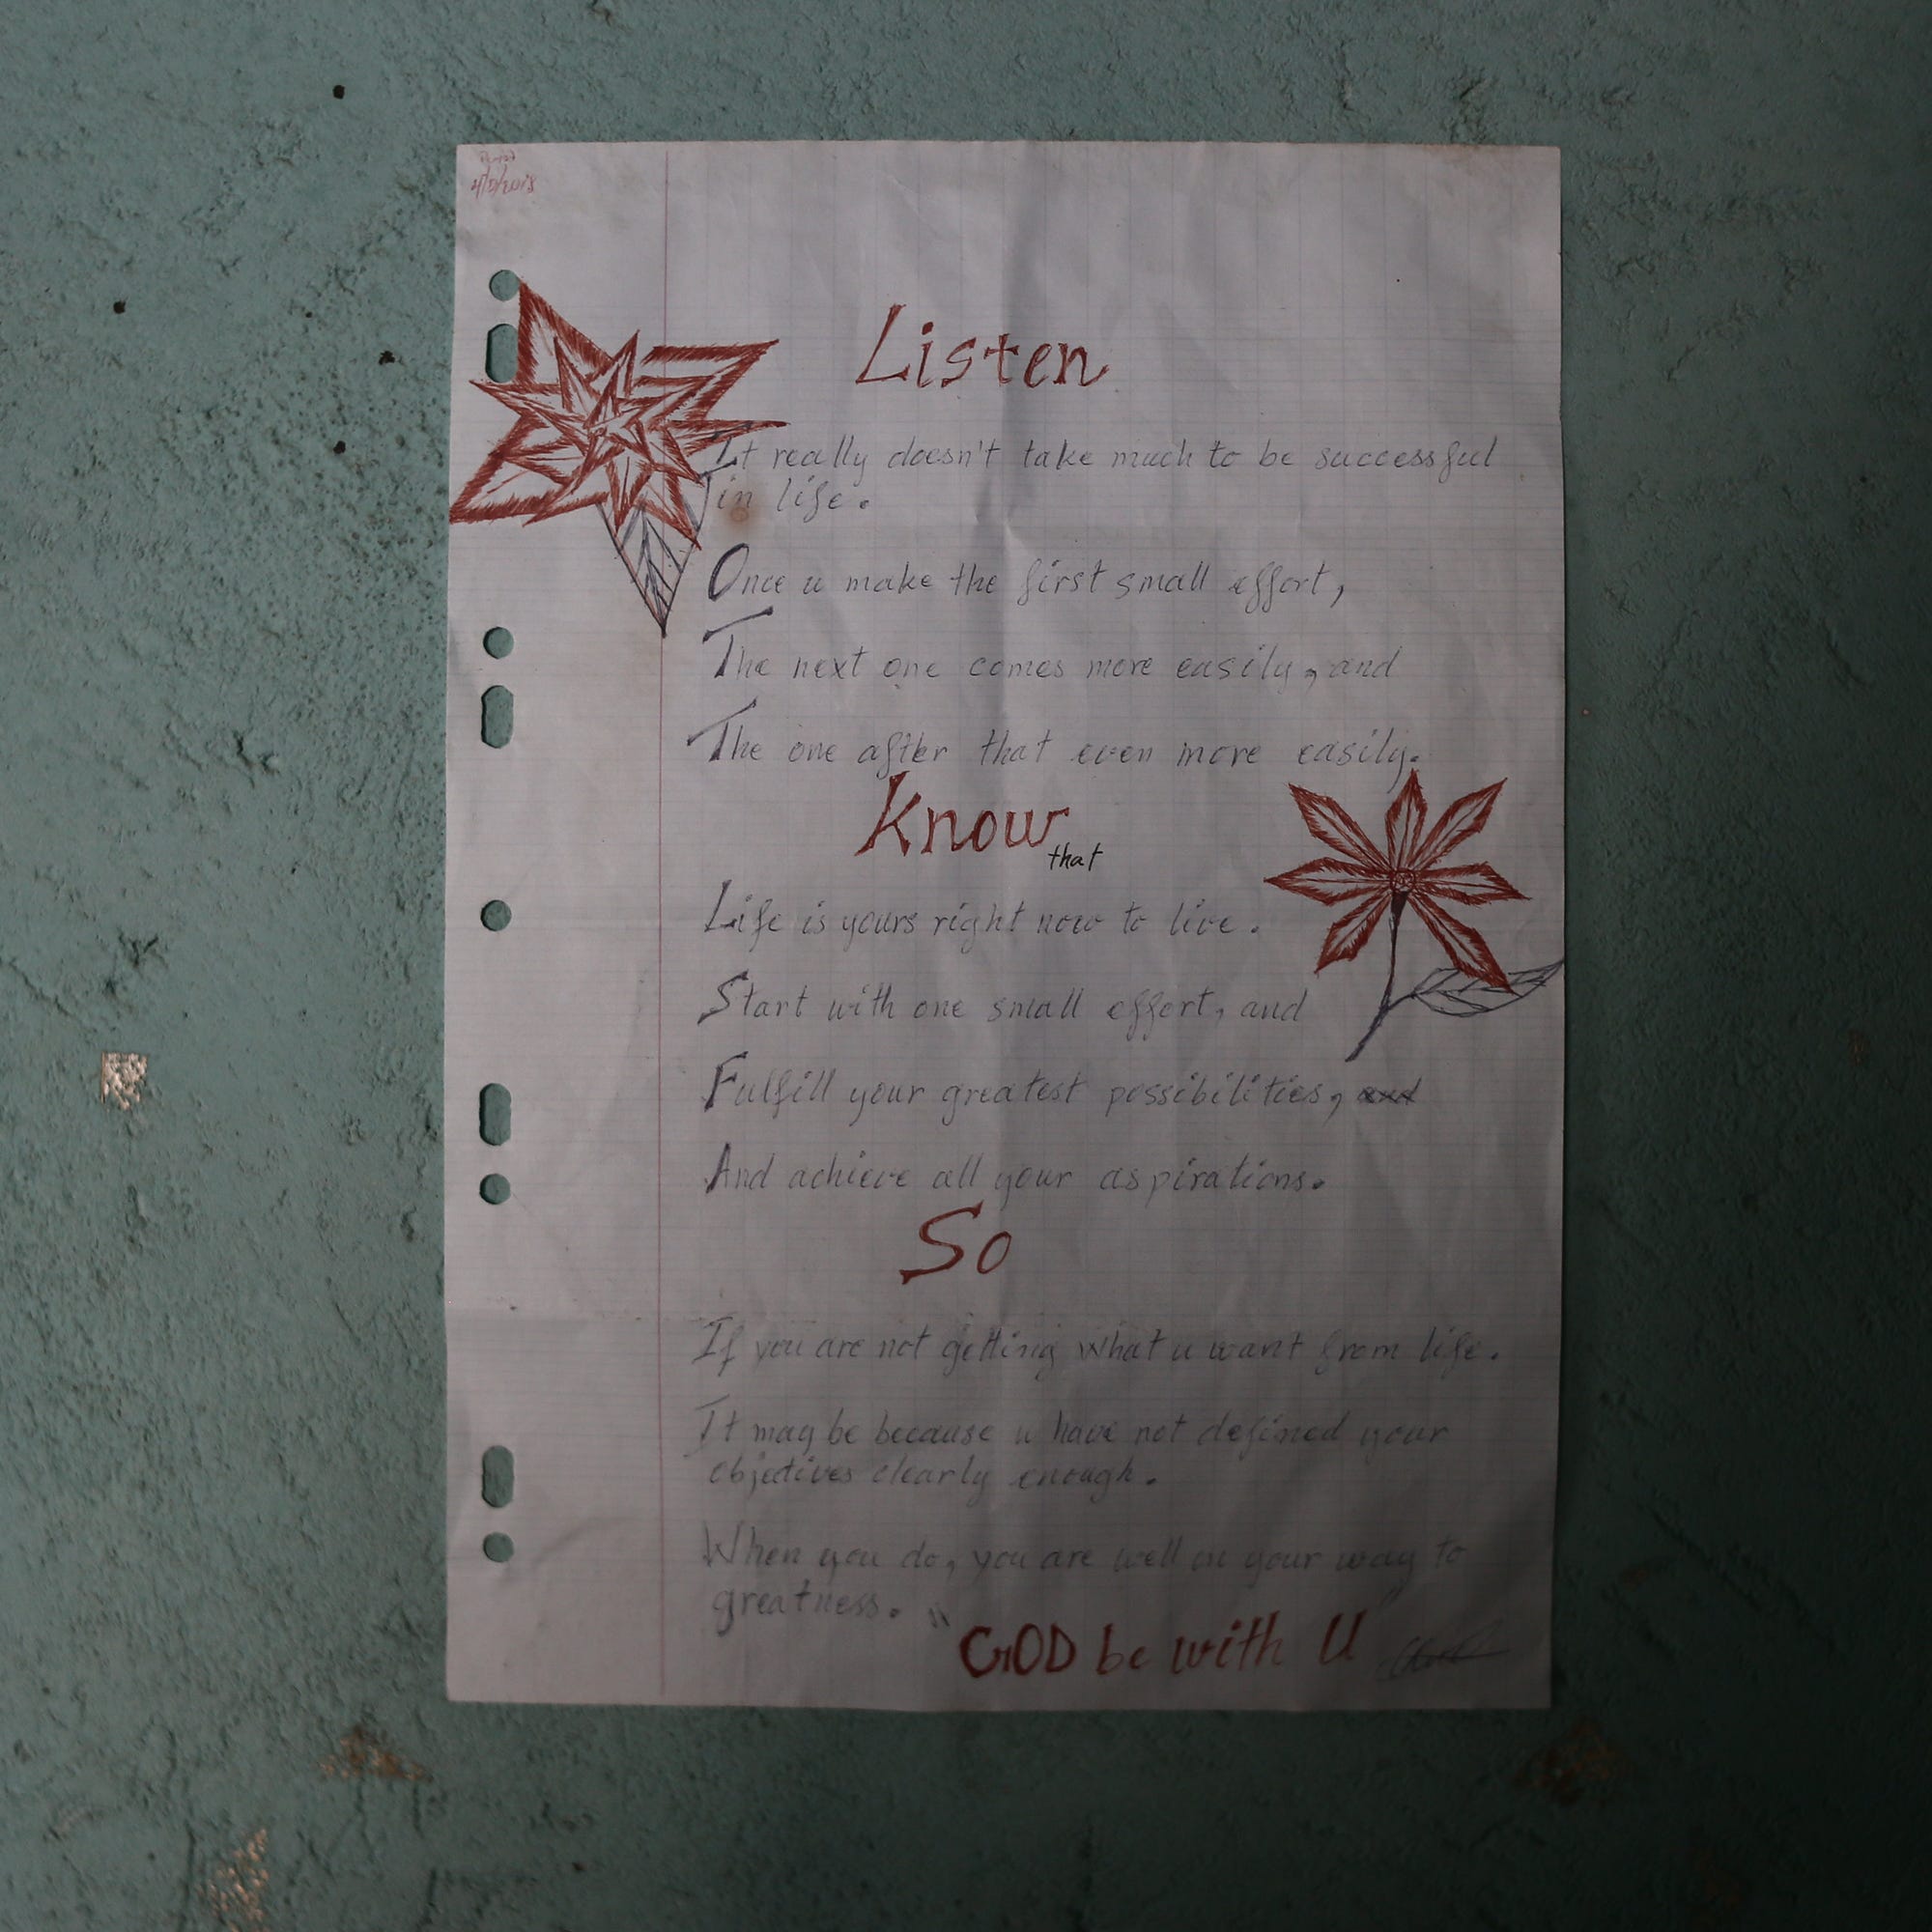 4/5/2018
Listen
It really doesn't take much to be successful
in life.
Once u make the first small effort,
The next one comes more easily, and
The one after that even more easily.
Know
that
Life is yours right now to live.
Start with one small effort, and
Fulfill your greatest possibilities, and
And achieve all your aspirations.
So
If you are not getting what u want from life.
It may be because u have not defined your
objectives clearly enough.
When you do, you are well on your way to
greatness.
"GOD be with U"